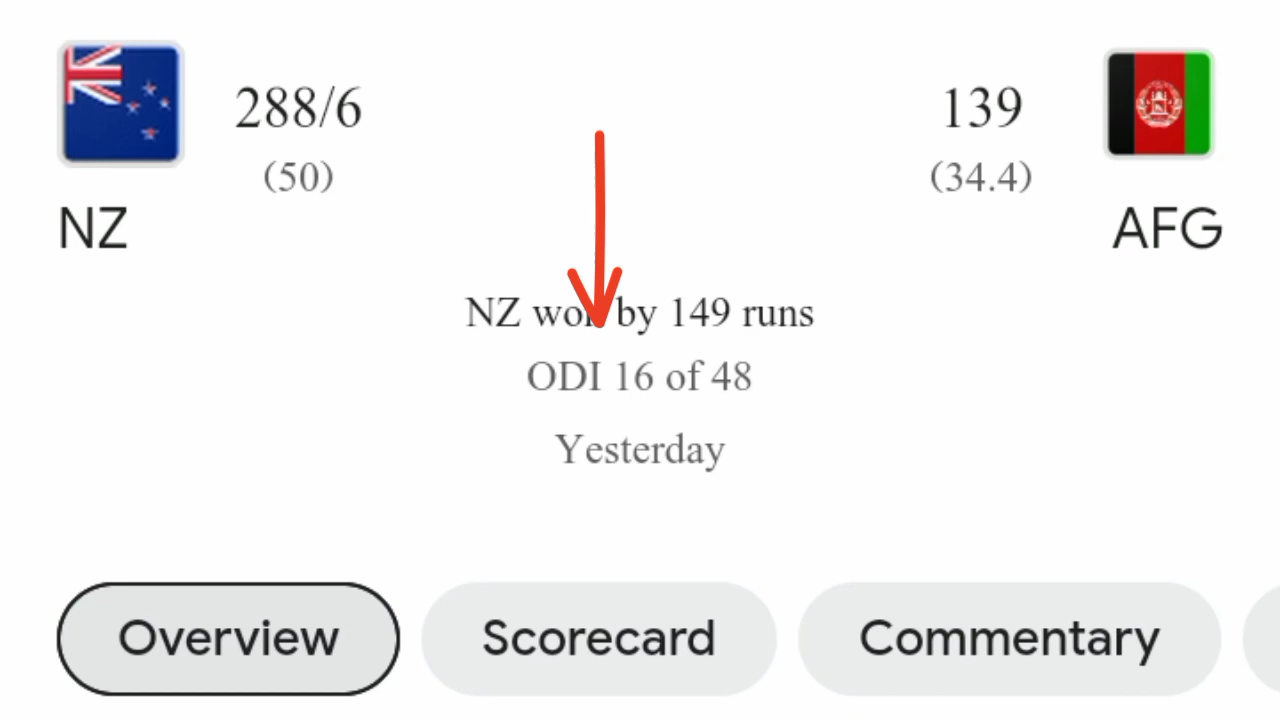 288/6
(50)
NZ
139
(34.4)
AFG
NZ won by 149 runs
ODI 16 of 48
Yesterday
Overview
Scorecard
Commentary